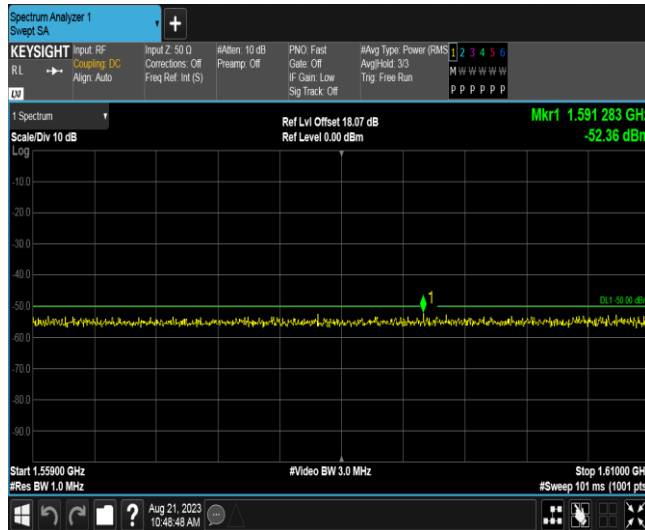 Spectrum Analyzer 1
Swept SA
+
KEYSIGHT
RL
LXI
Input: RF
Coupling: DC
Align: Auto
Input Z: 50 Ω
Corrections: Off
Freq Ref: Int (S)
#Atten: 10 dB
Preamp: Off
PNO: Fast
Gate: Off
IF Gain: Low
Sig Track: Off
#Avg Type: Power (RMS
Avg|Hold: 3/3
Trig: Free Run
1 2 3 4 5 6
M W W W W W
P P P P P P
1 Spectrum
Scale/Div 10 dB
Log
Ref Lvl Offset 18.07 dB
Ref Level 0.00 dBm
Mkr1 1.591 283 GH
-52.36 dBm
-10.0
-20.0
-30.0
-40.0
-50.0
-60.0
-70.0
-80.0
-90.0
1
DL1 -50.00 dBm
Start 1.55900 GHz
#Res BW 1.0 MHz
#Video BW 3.0 MHz
Stop 1.61000 GH
#Sweep 101 ms (1001 pts
?
Aug 21, 2023
10:48:48 AM